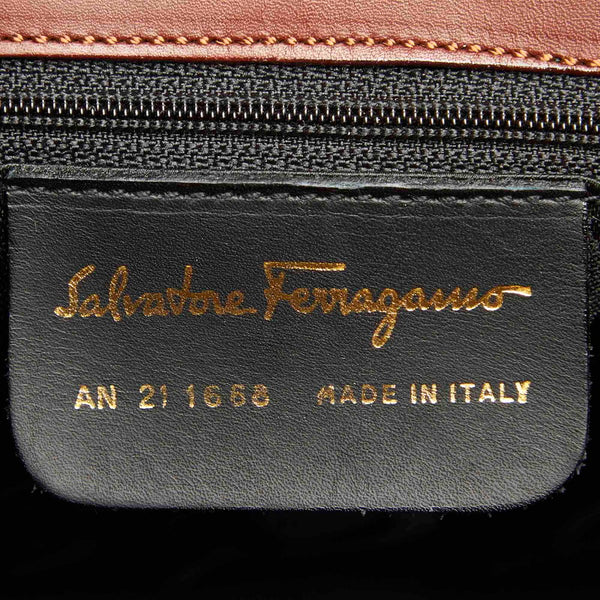 Salvatore Ferragamo
AN 21 1668 MADE IN ITALY